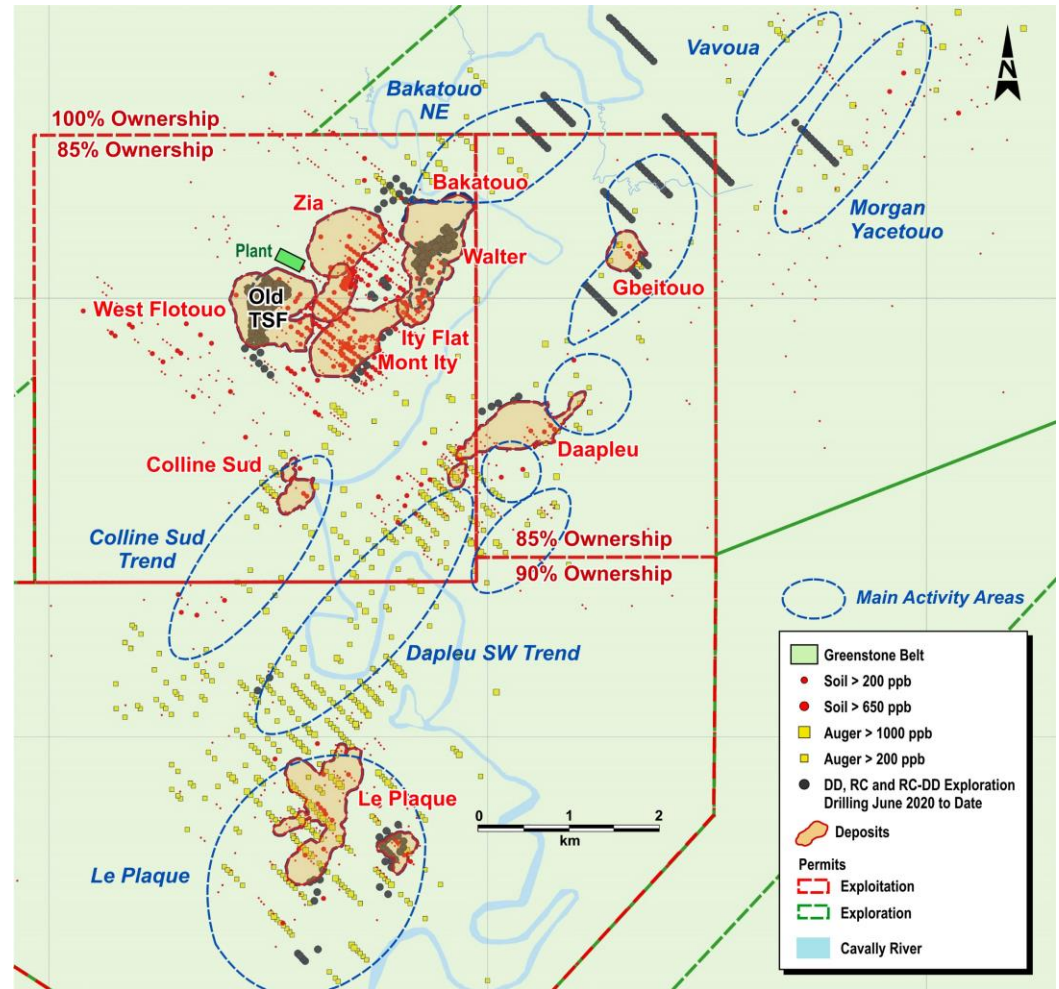 Vavoua
N
Bakatouo
NE
100% Ownership
85% Ownership
Bakatouo
Zia
Morgan
Yacetouo
Plant
Walter
Gbeitouo
Old
TSF
West Flotouo
Ity Flat
Mont Ity
Daapleu
Colline Sud
Colline Sud
Trend
85% Ownership
90% Ownership
Main Activity Areas
Dapleu SW Trend
Greenstone Belt
Soil > 200 ppb
Soil > 650 ppb
Auger > 1000 ppb
Auger > 200 ppb
DD, RC and RC-DD Exploration
Drilling June 2020 to Date
Deposits
Permits
Exploitation
Exploration
Cavally River
Le Plaque
0 1 2
km
Le Plaque